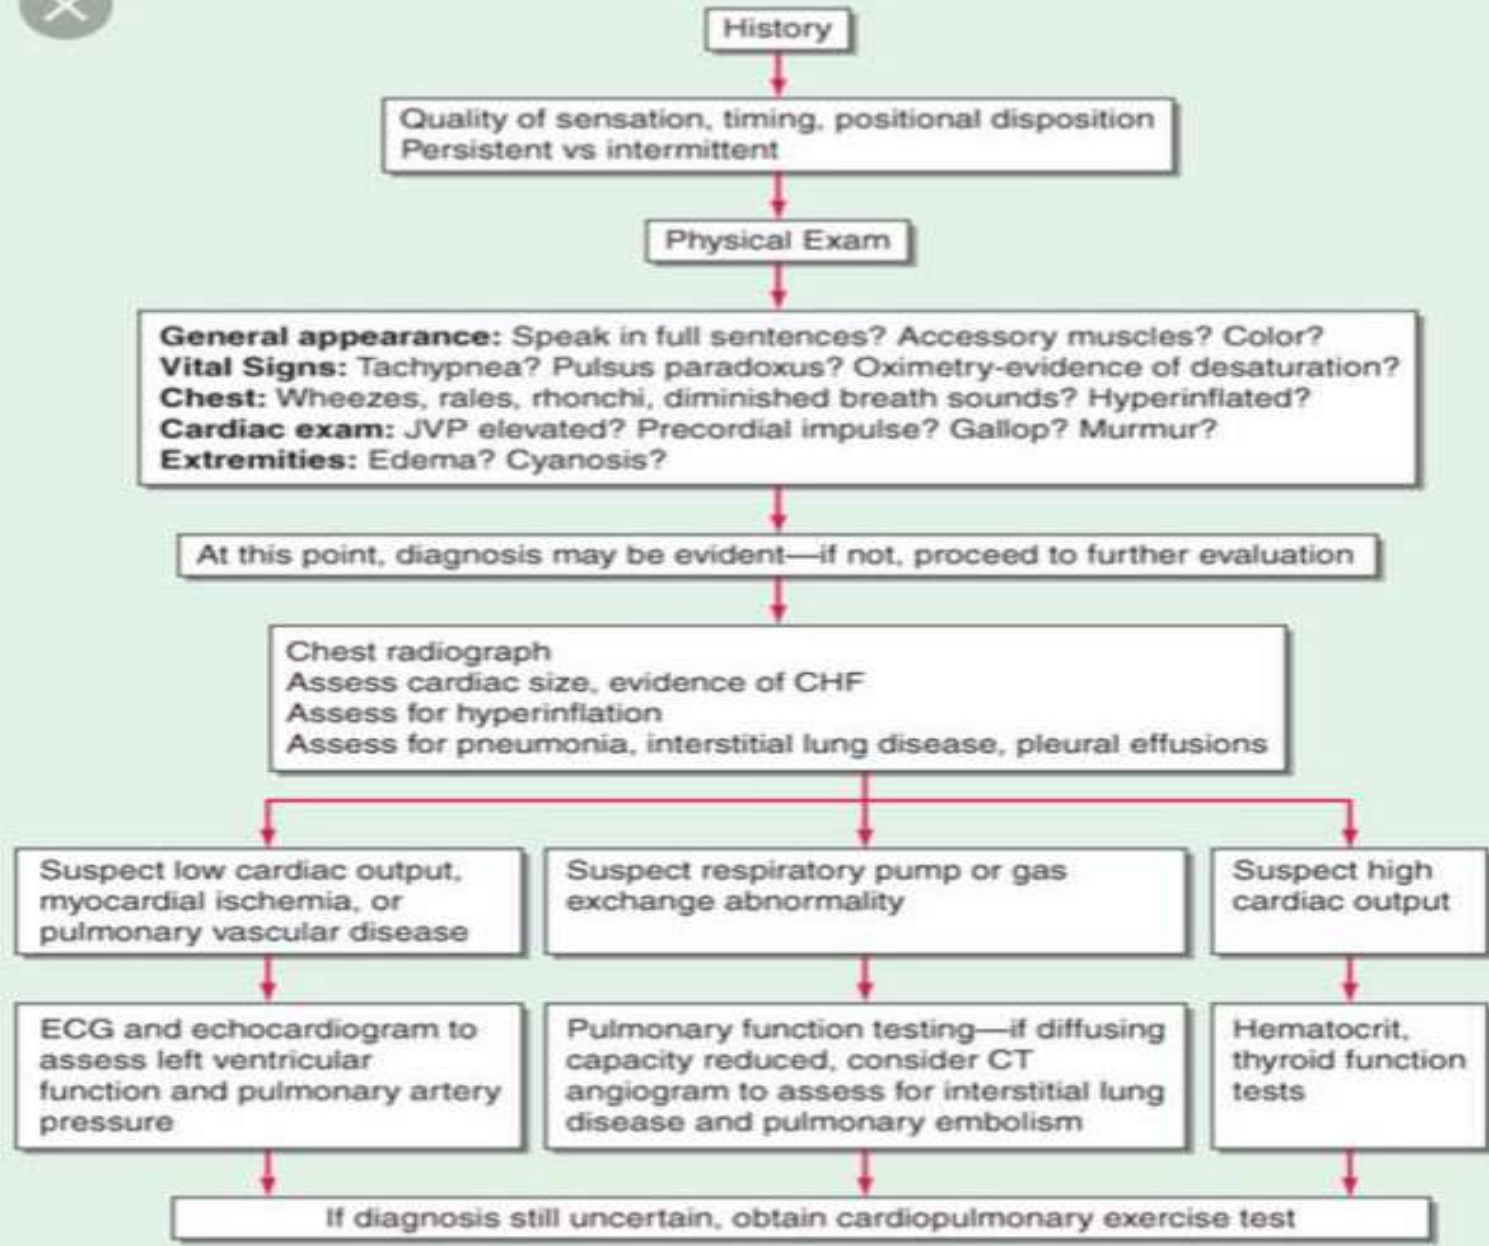 History
Quality of sensation, timing, positional disposition
Persistent vs intermittent
Physical Exam
General appearance: Speak in full sentences? Accessory muscles? Color?
Vital Signs: Tachypnea? Pulsus paradoxus? Oximetry-evidence of desaturation?
Chest: Wheezes, rales, rhonchi, diminished breath sounds? Hyperinflated?
Cardiac exam: JVP elevated? Precordial impulse? Gallop? Murmur?
Extremities: Edema? Cyanosis?
At this point, diagnosis may be evident—if not, proceed to further evaluation
Chest radiograph
Assess cardiac size, evidence of CHF
Assess for hyperinflation
Assess for pneumonia, interstitial lung disease, pleural effusions
Suspect low cardiac output,
myocardial ischemia, or
pulmonary vascular disease
Suspect respiratory pump or gas
exchange abnormality
Suspect high
cardiac output
ECG and echocardiogram to
assess left ventricular
function and pulmonary artery
pressure
Pulmonary function testing—if diffusing
capacity reduced, consider CT
angiogram to assess for interstitial lung
disease and pulmonary embolism
Hematocrit,
thyroid function
tests
If diagnosis still uncertain, obtain cardiopulmonary exercise test